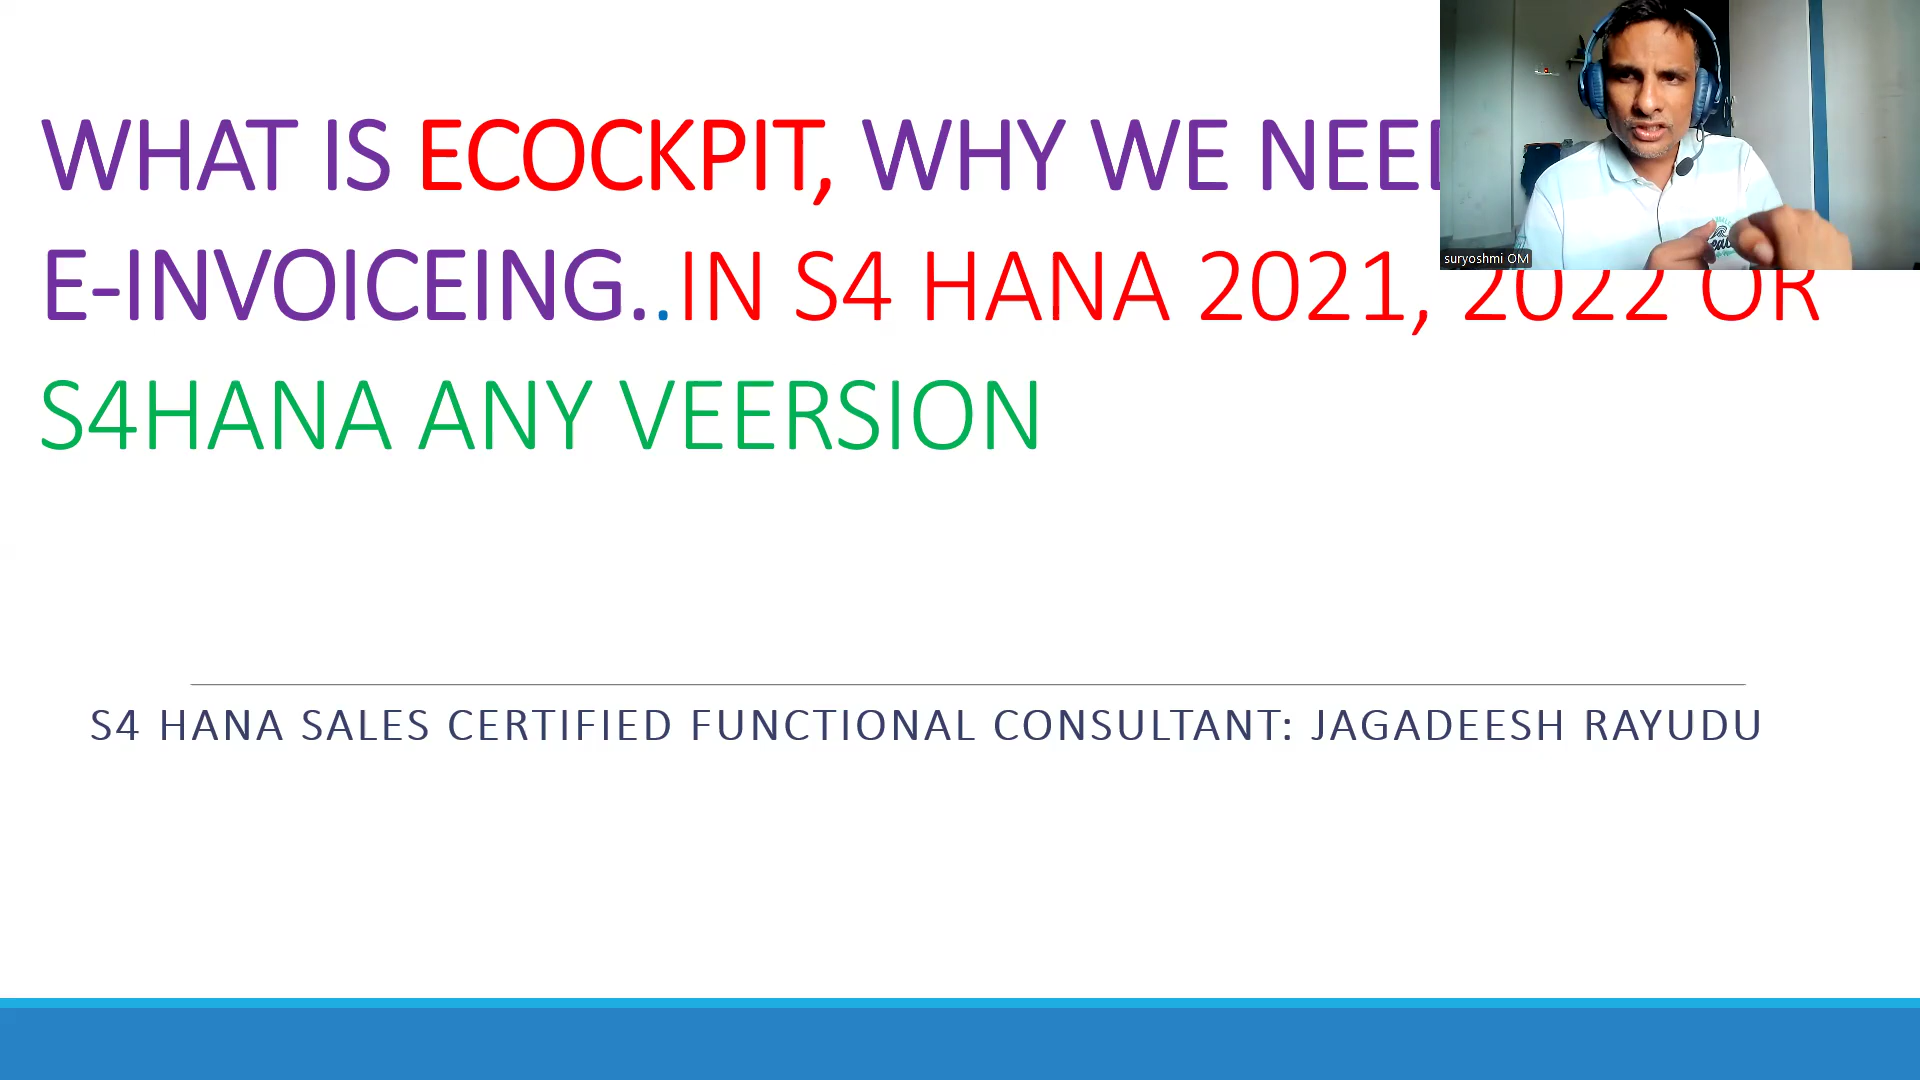 WHAT IS ECOCKPIT, WHY WE NEED
E-INVOICEING...IN S4 HANA 2021, 2022 OR
S4HANA ANY VEERSION
suryoshmi OM
S4 HANA SALES CERTIFIED FUNCTIONAL CONSULTANT: JAGADEESH RAYUDU